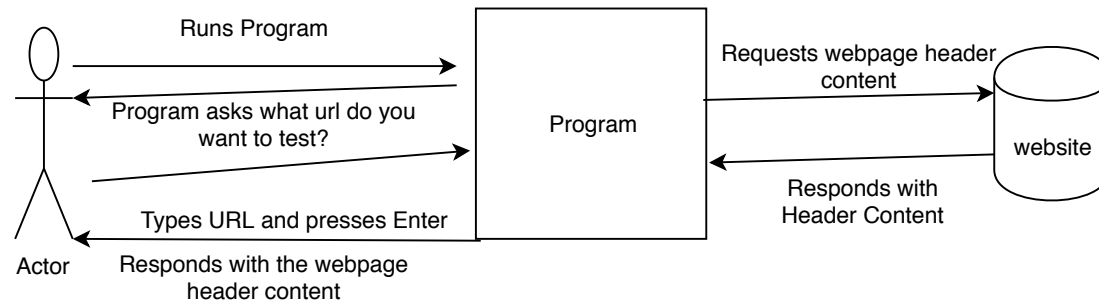 Runs Program
Program asks what url do you
want to test?
Types URL and presses Enter
Responds with the webpage
header content
Actor
Program
Requests webpage header
content
Responds with
Header Content
website